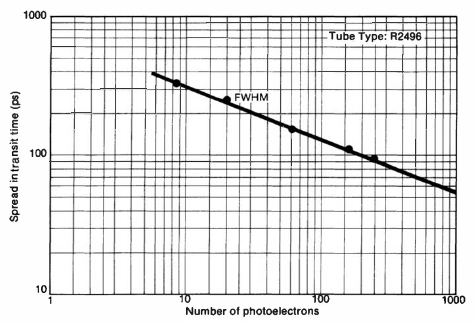 1000
Tube Type: R2496
FWHM
Spread in transit time (ps)
100
10
1
10
100
1000
Number of photoelectrons